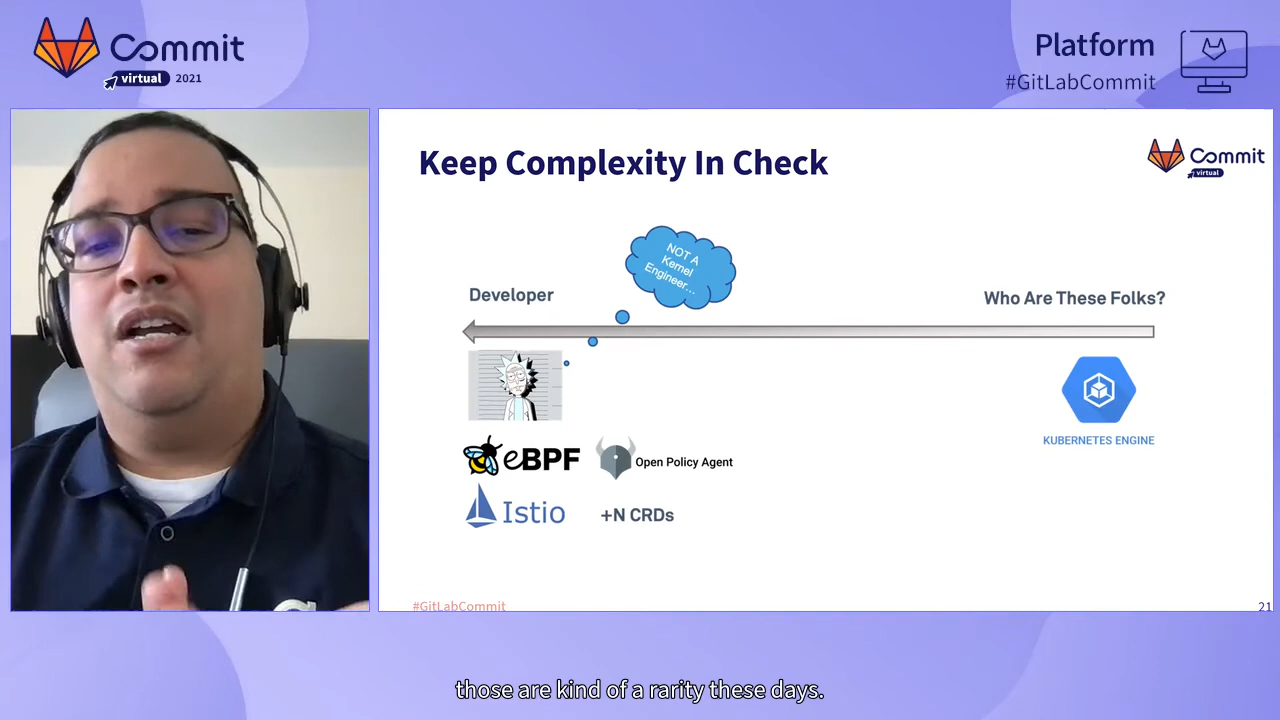 Commit
virtual 2021
Platform
#GitLabCommit
Keep Complexity In Check
Commit
virtual
NOT A
Kernel
Engineer...
Developer
Who Are These Folks?
KUBERNETES ENGINE
eBPF
Open Policy Agent
Istio
+N CRDs
#GitLabCommit
21
those are kind of a rarity these days.